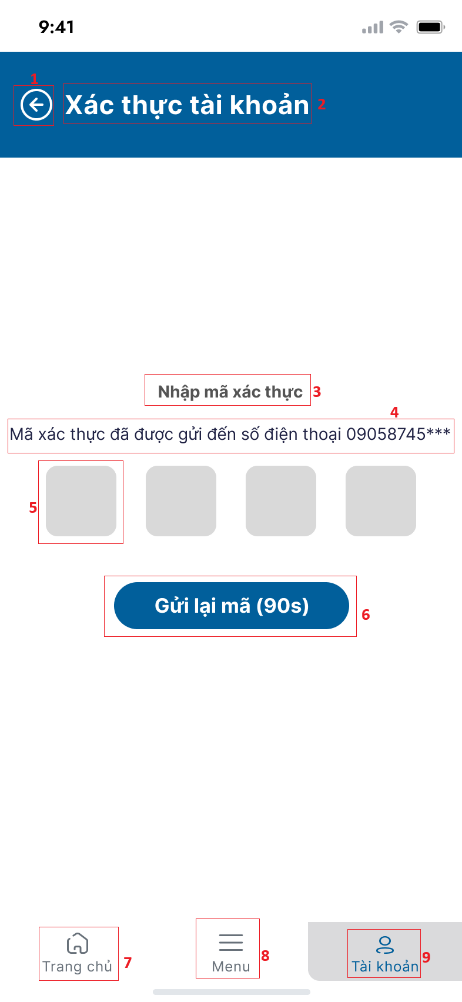 9:41
1
Xác thực tài khoản 2
Nhập mã xác thực 3
4
Mã xác thực đã được gửi đến số điện thoại 09058745***
5
Gửi lại mã (90s) 6
Trang chủ 7
Menu 8
Tài khoản 9